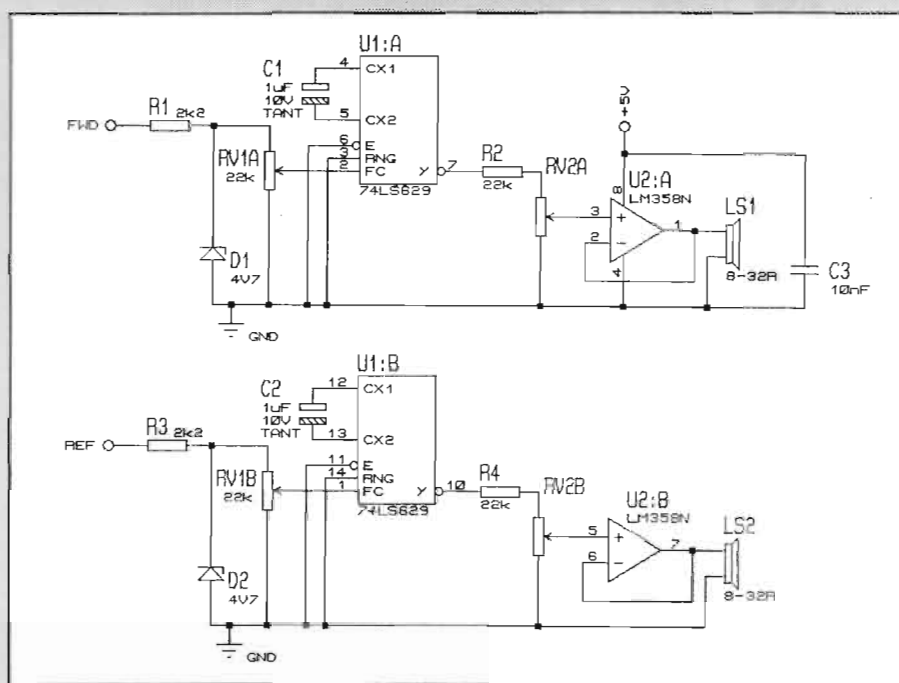 U1:A
C1
1uF
10V
TANT
4
CX1
5
CX2
6
E
3
RNG
2
FC
Y
7
74LS629
FWD
R1
2k2
RV1A
22k
D1
4V7
GND
R2
22k
RV2A
+5V
U2:A
LM358N
8
3
+
2
-
1
4
LS1
8-32R
C3
10nF
U1:B
C2
1uF
10V
TANT
12
CX1
13
CX2
11
E
14
RNG
1
FC
Y
10
74LS629
REF
R3
2k2
RV1B
22k
D2
4V7
GND
R4
22k
RV2B
U2:B
LM358N
5
+
6
-
7
LS2
8-32R